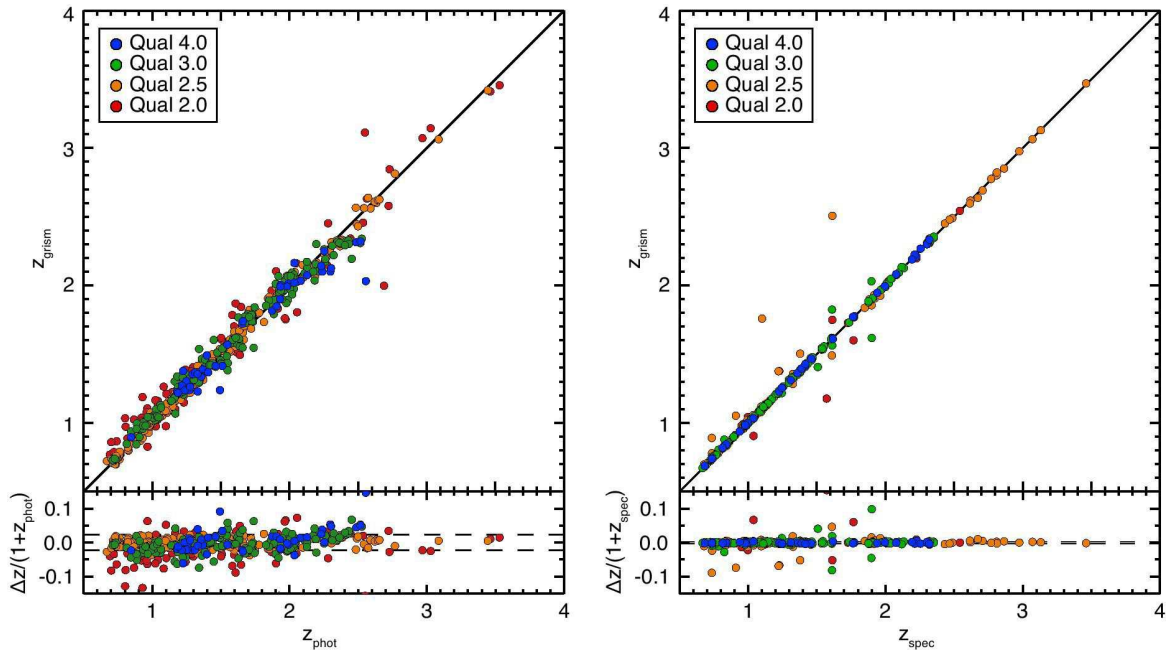 4
Qual 4.0
Qual 3.0
Qual 2.5
Qual 2.0
3
z_grism
2
1
0.1
0.0
-0.1
Δz/(1+z_phot)
1 2 3 4
z_phot
4
Qual 4.0
Qual 3.0
Qual 2.5
Qual 2.0
3
z_grism
2
1
0.1
0.0
-0.1
Δz/(1+z_spec)
1 2 3 4
z_spec